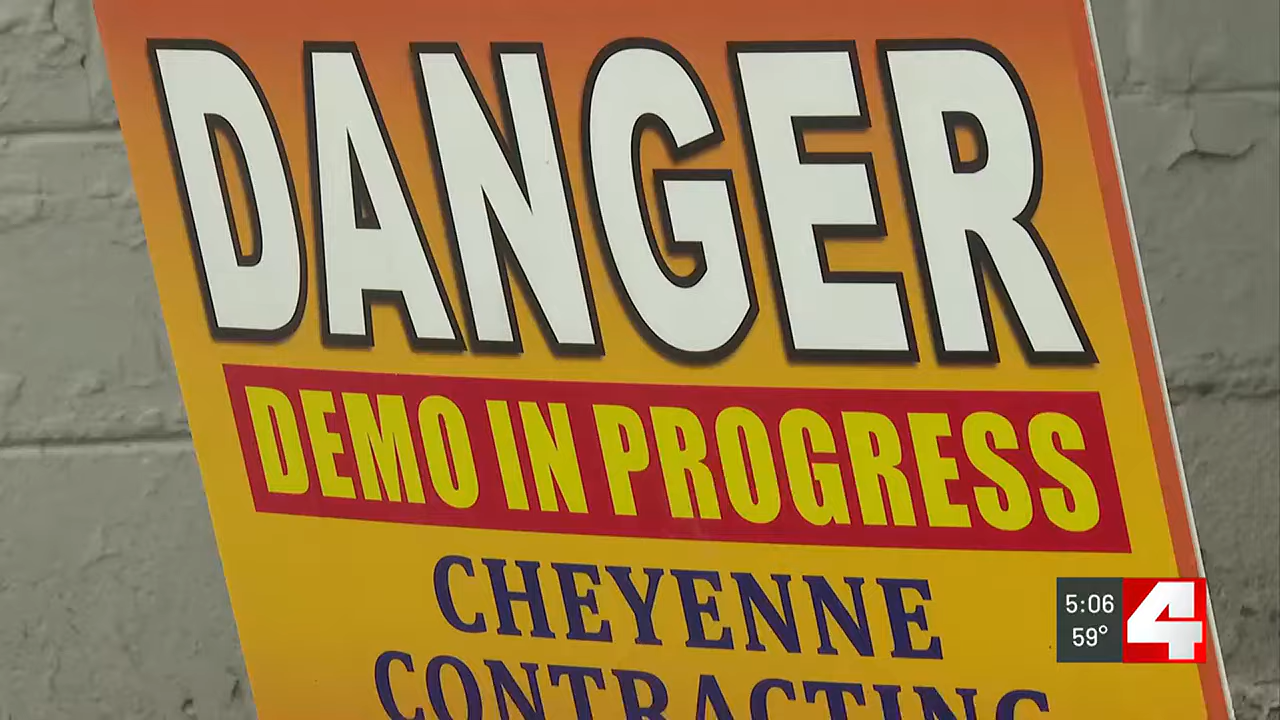 DANGER
DEMO IN PROGRESS
CHEYENNE
CONTRACTING
5:06
59°
4